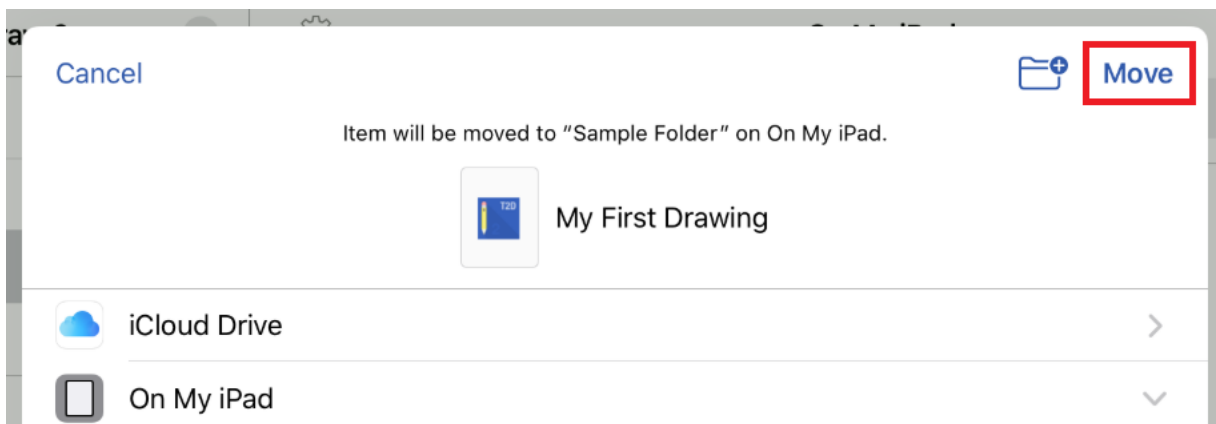 Cancel
Move
Item will be moved to “Sample Folder” on On My iPad.
T2D
My First Drawing
iCloud Drive
On My iPad